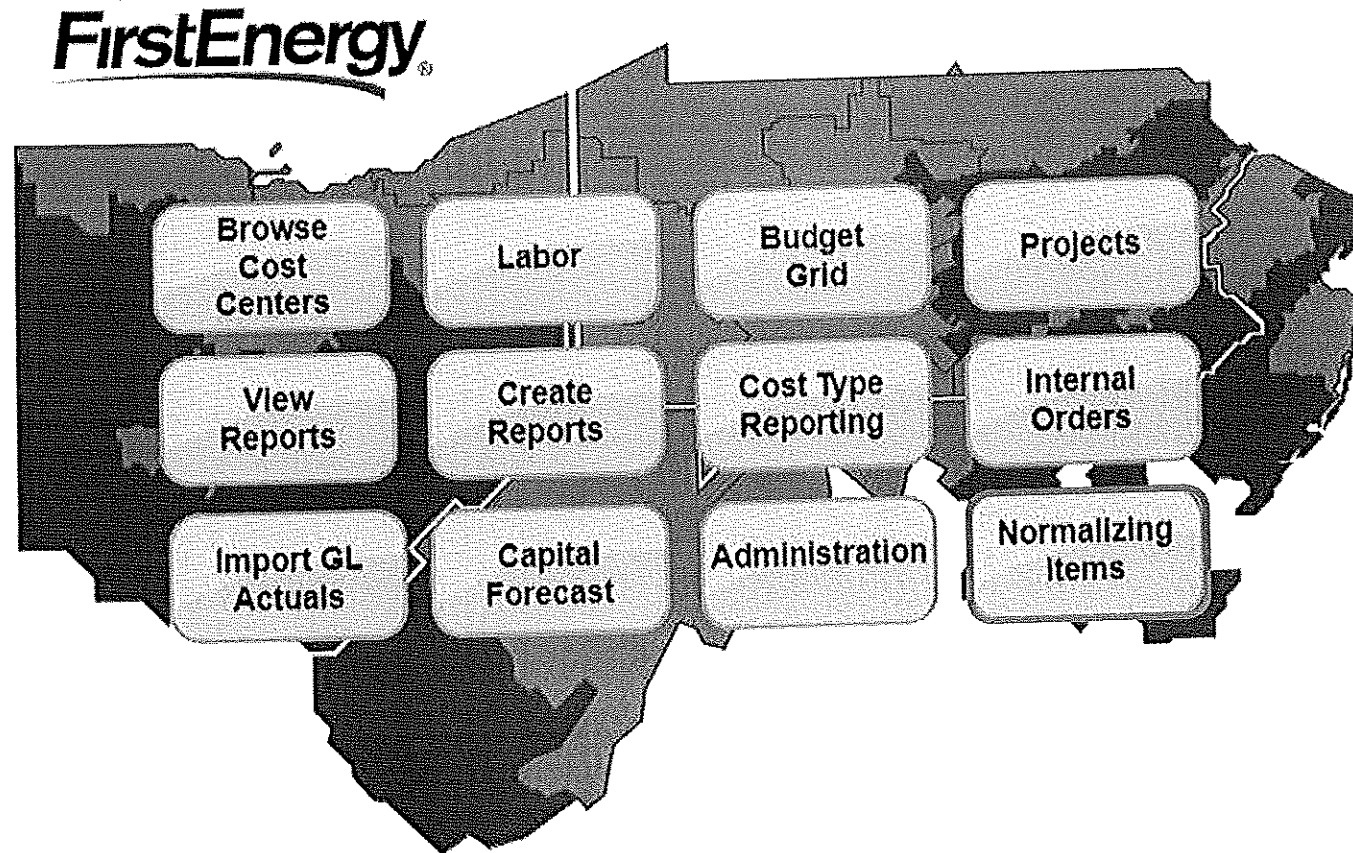 FirstEnergy®
Browse
Cost
Centers
Labor
Budget
Grid
Projects
View
Reports
Create
Reports
Cost Type
Reporting
Internal
Orders
Import GL
Actuals
Capital
Forecast
Administration
Normalizing
Items